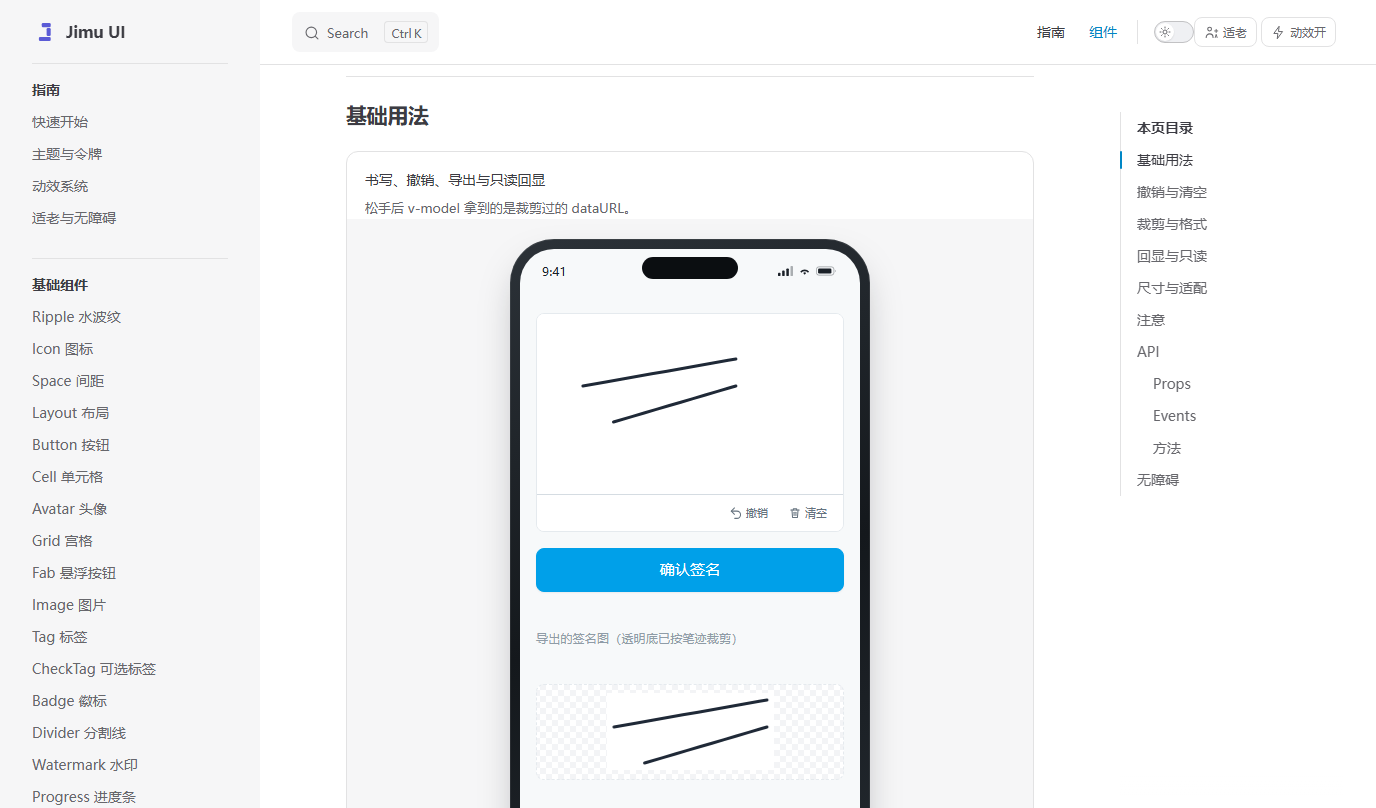 Jimu UI
指南
快速开始
主题与令牌
动效系统
适老与无障碍
基础组件
Ripple 水波纹
Icon 图标
Space 间距
Layout 布局
Button 按钮
Cell 单元格
Avatar 头像
Grid 宫格
Fab 悬浮按钮
Image 图片
Tag 标签
CheckTag 可选标签
Badge 徽标
Divider 分割线
Watermark 水印
Progress 进度条
Search Ctrl K
指南 组件 适老 动效开
基础用法
书写、撤销、导出与只读回显
松手后 v-model 拿到的是裁剪过的 dataURL。
9:41
撤销 清空
确认签名
导出的签名图（透明底已按笔迹裁剪）
本页目录
基础用法
撤销与清空
裁剪与格式
回显与只读
尺寸与适配
注意
API
Props
Events
方法
无障碍